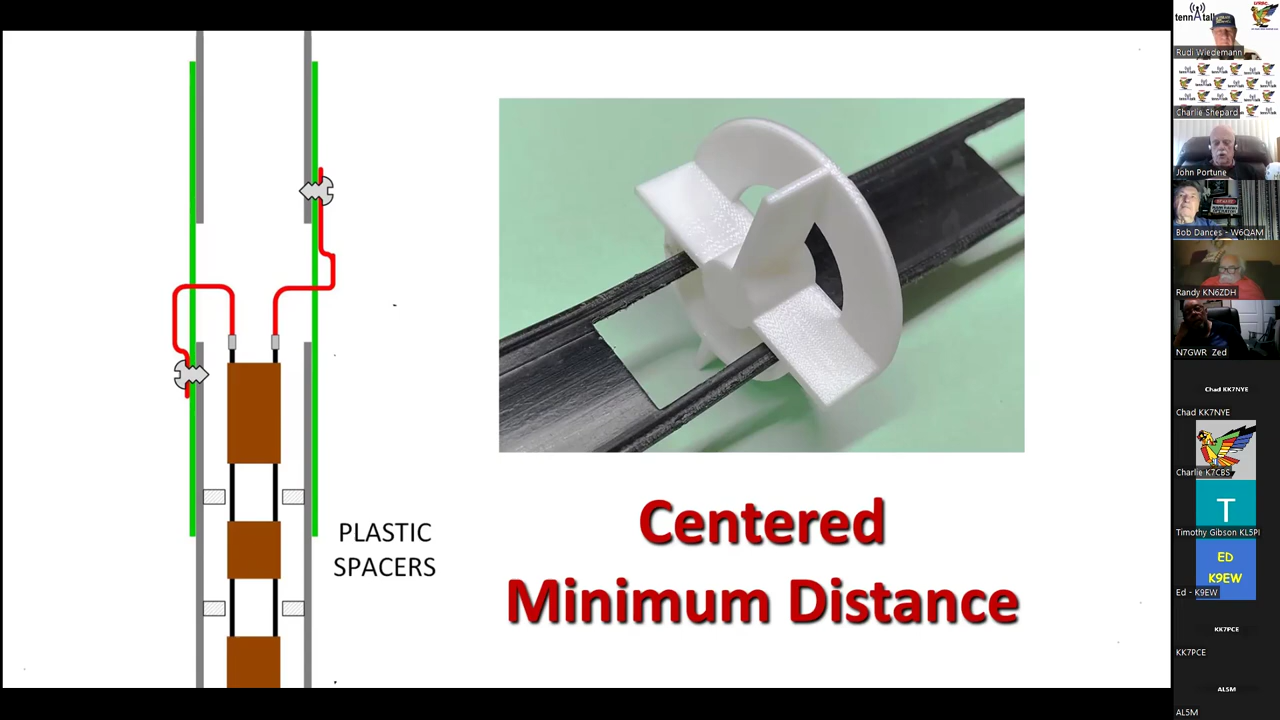 PLASTIC
SPACERS
Centered
Minimum Distance
tennAtalk
Rudi Wiedemann
Charlie Shepard
John Portune
Bob Dances - W6QAM
Randy KN6ZDH
N7GWR Zed
Chad KK7NYE
Chad KK7NYE
Charlie K7CBS
T
Timothy Gibson KL5PI
ED
K9EW
Ed - K9EW
KK7PCE
KK7PCE
AL5M
AL5M